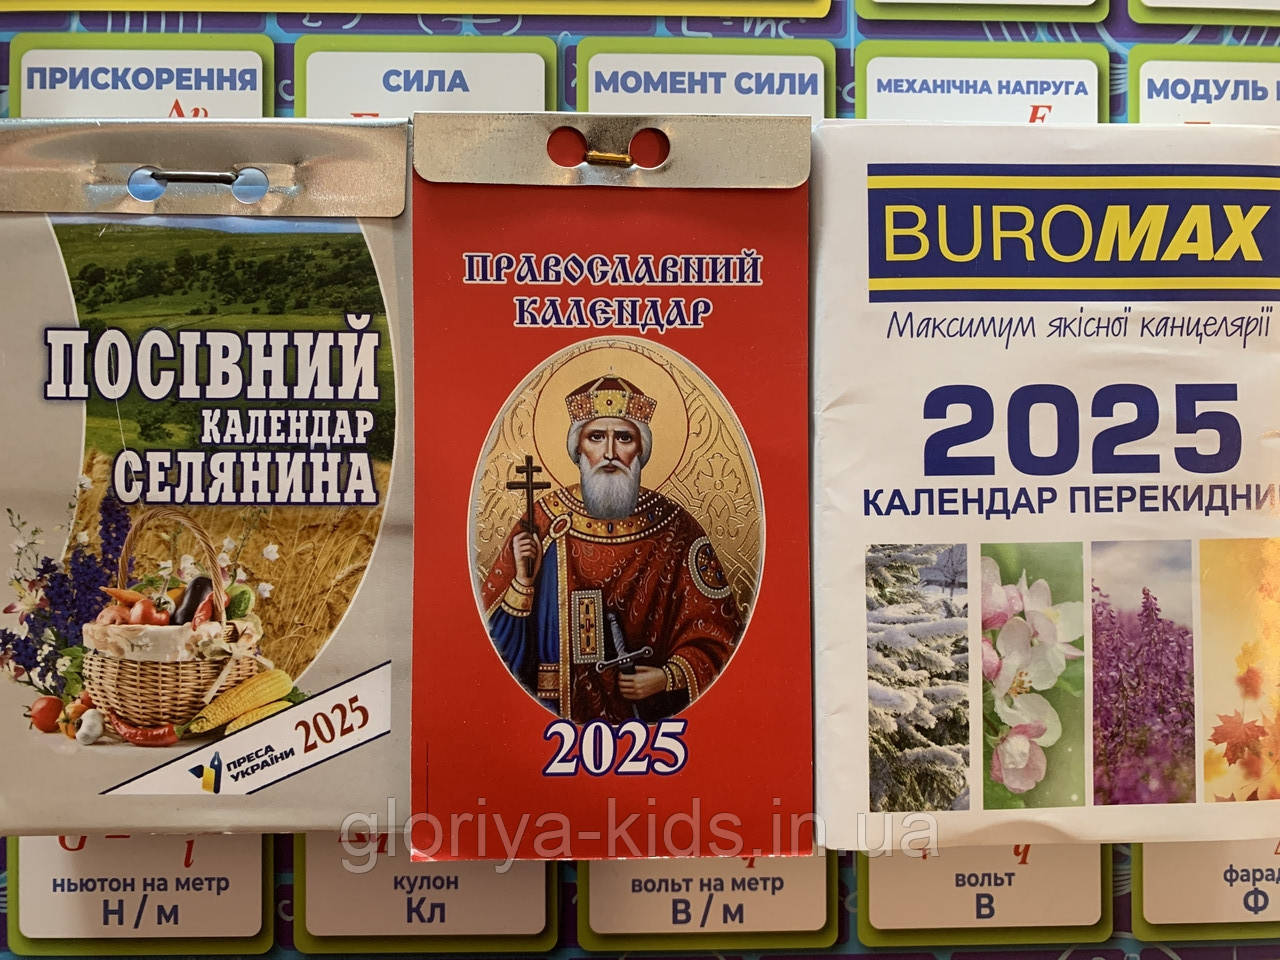 ПРИСКОРЕННЯ
СИЛА
МОМЕНТ СИЛИ
МЕХАНІЧНА НАПРУГА
МОДУЛЬ
ПОСІВНИЙ
КАЛЕНДАР
СЕЛЯНИНА
ПРЕСА
УКРАЇНИ
2025
ПРАВОСЛАВНИЙ
КАЛЕНДАР
2025
BUROMAX
Максимум якісної канцелярії
2025
КАЛЕНДАР ПЕРЕКИДНИ
gloriya-kids.in.ua
ньютон на метр
Н / м
кулон
Кл
вольт на метр
В / м
вольт
В
фарад
Ф